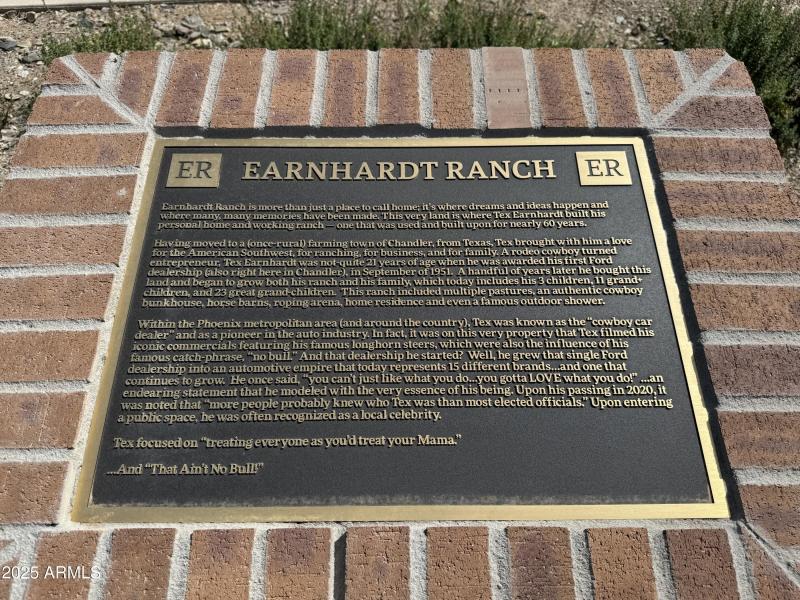 ER EARNHARDT RANCH ER
Earnhardt Ranch is more than just a place to call home; it's where dreams and ideas happen and
where many, many memories have been made. This very land is where Tex Earnhardt built his
personal home and working ranch — one that was used and built upon for nearly 60 years.
Having moved to a (once-rural) farming town of Chandler, from Texas, Tex brought with him a love
for the American Southwest, for ranching, for business, and for family. A rodeo cowboy turned
entrepreneur, Tex Earnhardt was not quite 21 years of age when he was awarded his first Ford
dealership (also right here in Chandler), in September of 1951. A handful of years later he bought this
land and began to grow both his ranch and his family, which today includes his 3 children, 11 grand-
children, and 23 great grand-children. This ranch included multiple pastures, an authentic cowboy
bunkhouse, horse barns, roping arena, home residence and even a famous outdoor shower.
Within the Phoenix metropolitan area (and around the country), Tex was known as the "cowboy car
dealer" and as a pioneer in the auto industry. In fact, it was on this very property that Tex filmed his
iconic commercials featuring his famous longhorn steers, which were also the influence of his
famous catch-phrase, "no bull." And that dealership he started? Well, he grew that single Ford
dealership into an automotive empire that today represents 15 different brands...and one that
continues to grow. He once said, "you can't just like what you do...you gotta LOVE what you do!" ...an
endearing statement that he modeled with the very essence of his being. Upon his passing in 2020, it
was noted that "more people probably knew who Tex was than most elected officials." Upon entering
a public space, he was often recognized as a local celebrity.
Tex focused on "treating everyone as you'd treat your Mama."
...And "That Ain't No Bull!"
2025 ARMLS